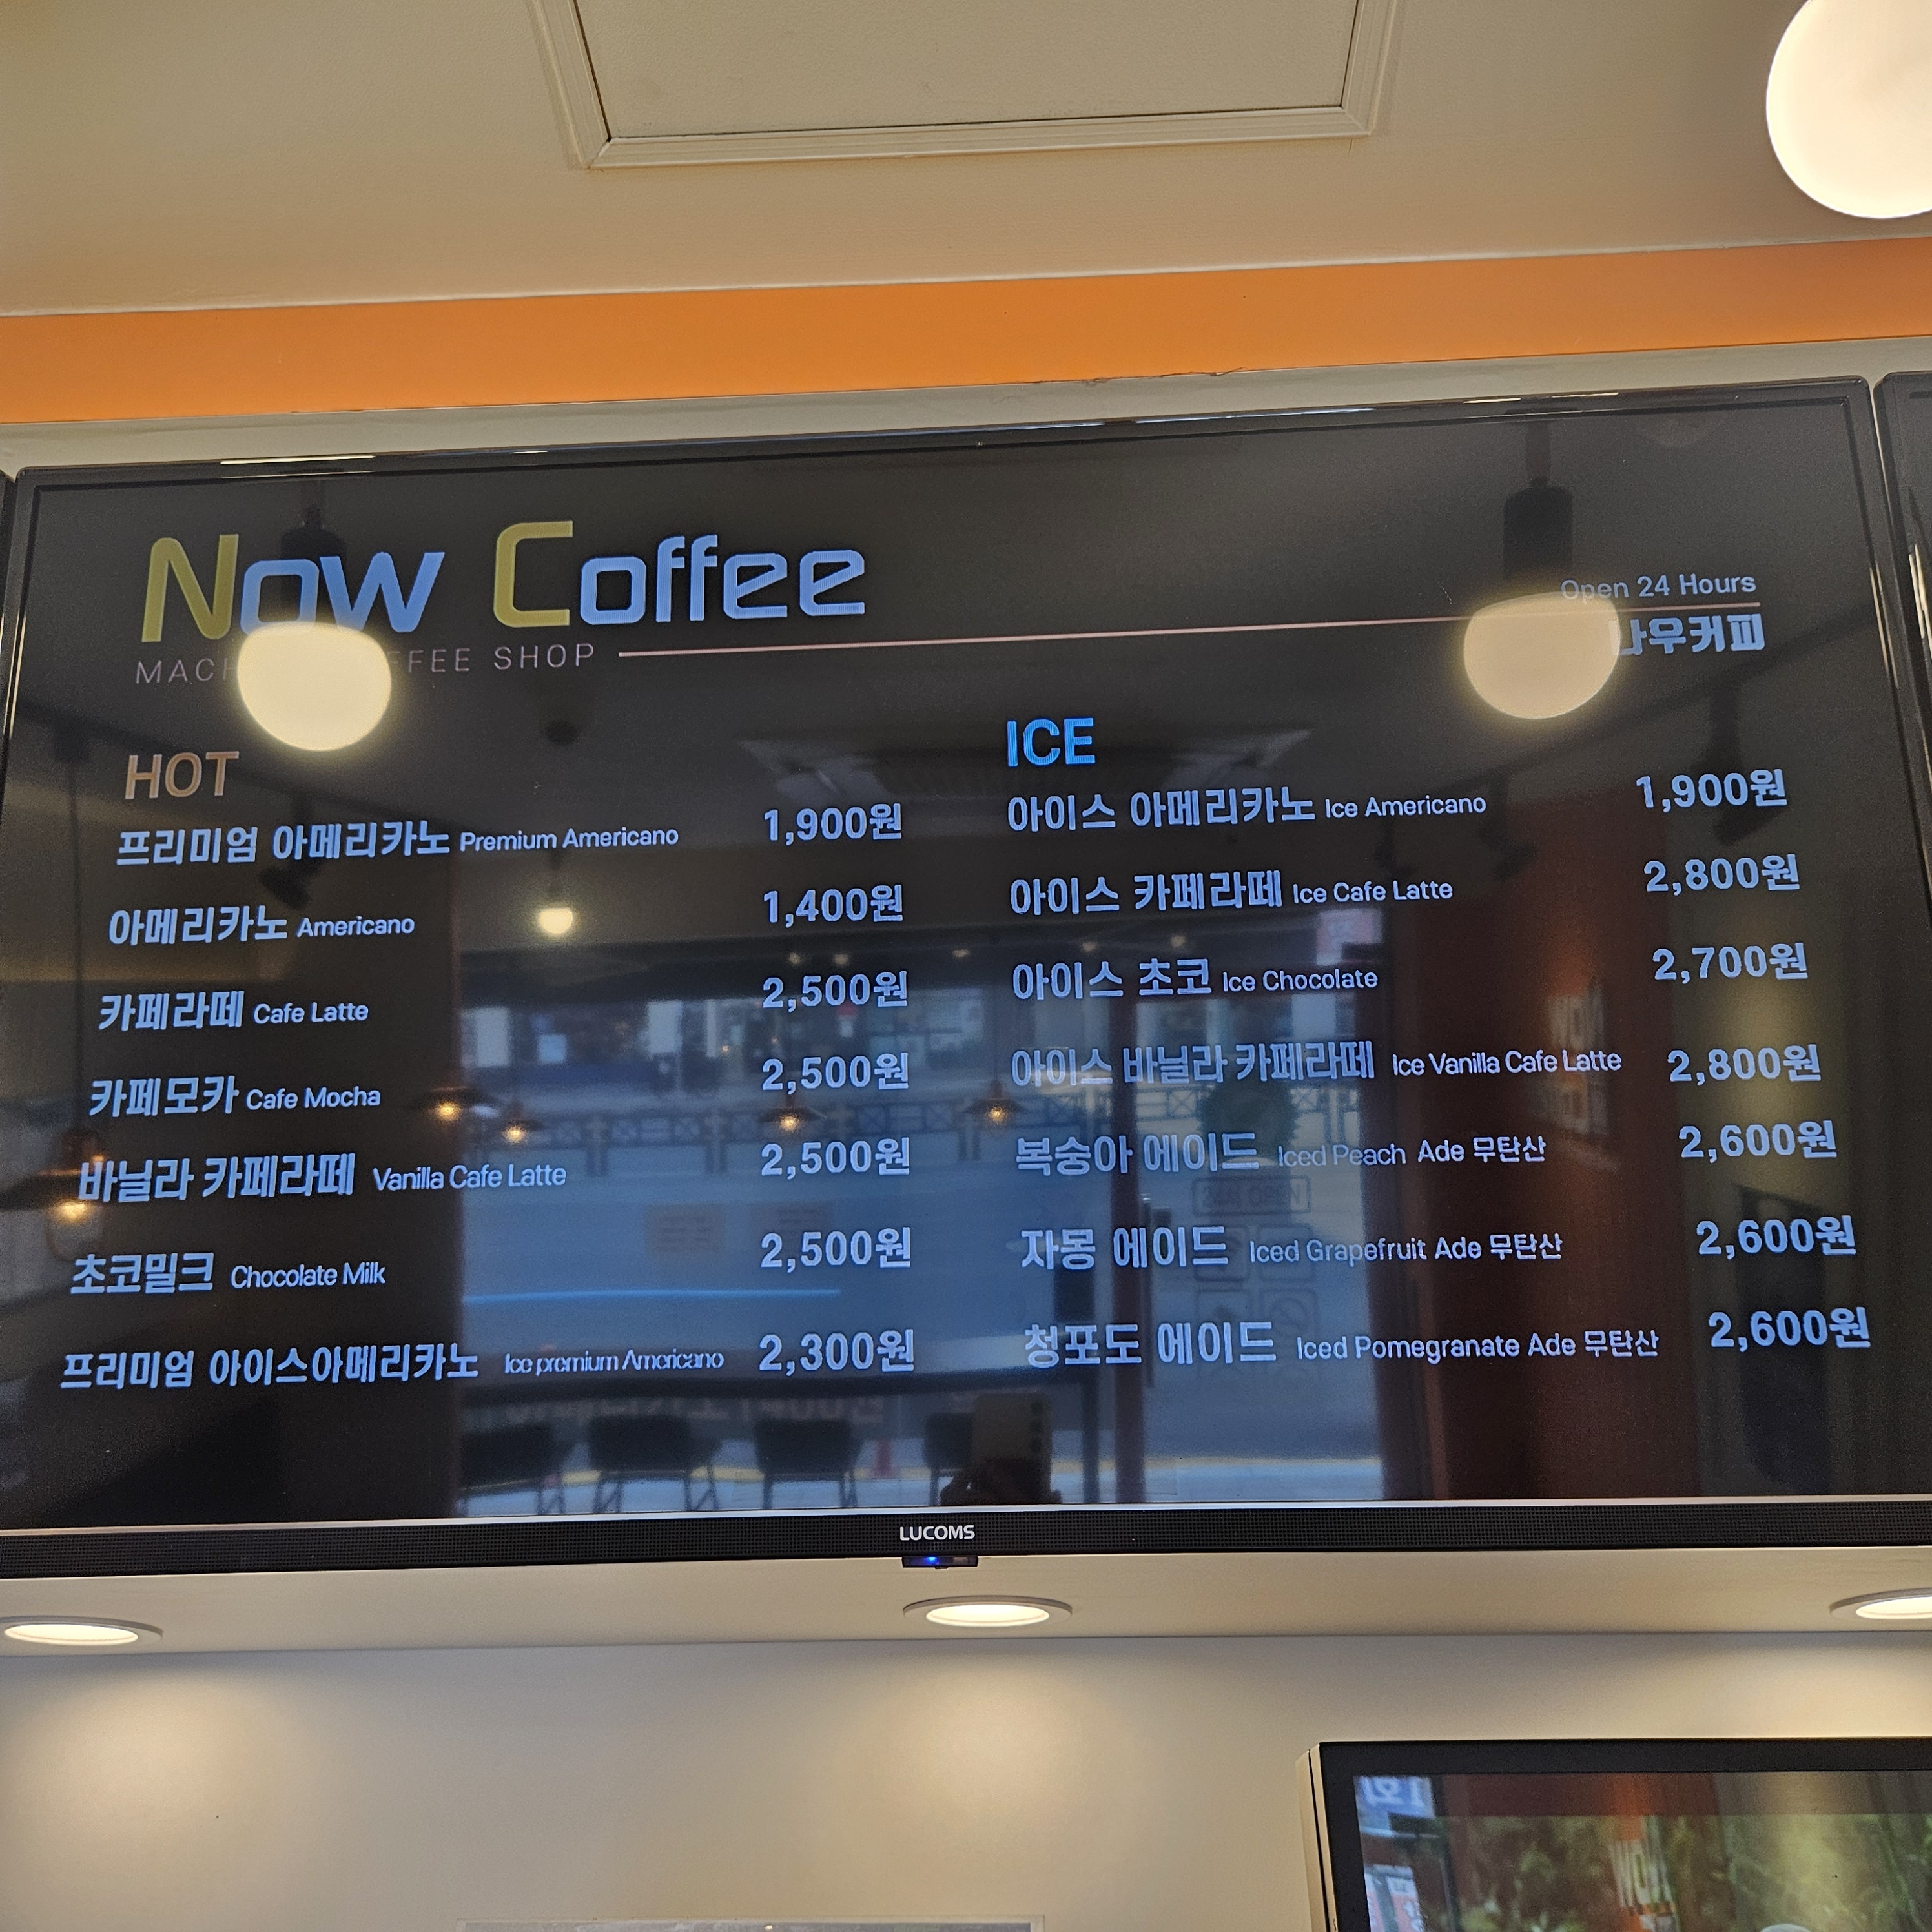 Now Coffee
Open 24 Hours
COFFEE SHOP
나우커피
HOT
프리미엄 아메리카노 Premium Americano 1,900원
아메리카노 Americano 1,400원
카페라떼 Cafe Latte 2,500원
카페모카 Cafe Mocha 2,500원
바닐라 카페라떼 Vanilla Cafe Latte 2,500원
초코밀크 Chocolate Milk 2,500원
프리미엄 아이스아메리카노 Ice premium Americano 2,300원
ICE
아이스 아메리카노 Ice Americano 1,900원
아이스 카페라떼 Ice Cafe Latte 2,800원
아이스 초코 Ice Chocolate 2,700원
아이스 바닐라 카페라떼 Ice Vanilla Cafe Latte 2,800원
복숭아 에이드 Iced Peach Ade 무탄산 2,600원
자몽 에이드 Iced Grapefruit Ade 무탄산 2,600원
청포도 에이드 Iced Pomegranate Ade 무탄산 2,600원
LUCOMS